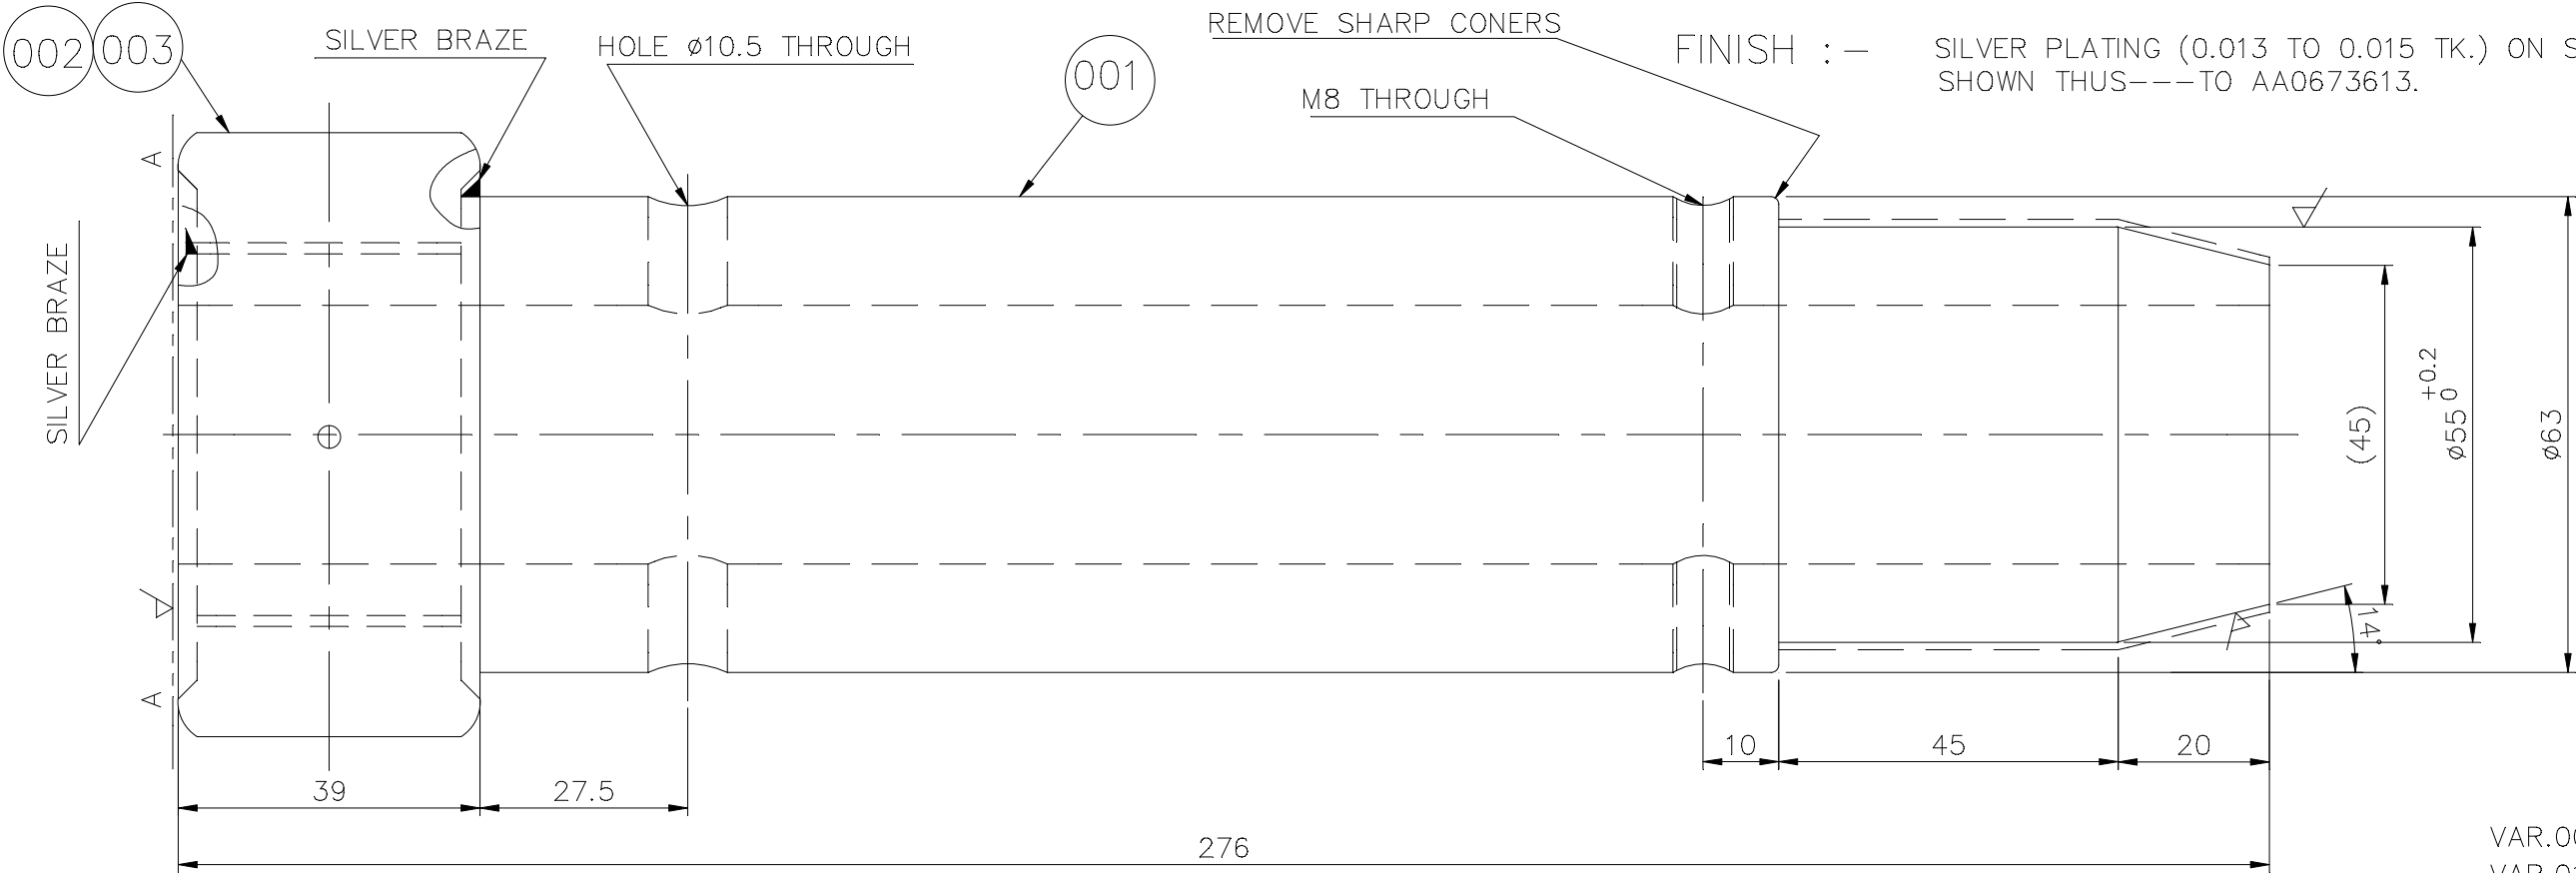 002 003
SILVER BRAZE
HOLE ø10.5 THROUGH
001
REMOVE SHARP CONERS
M8 THROUGH
FINISH :-
SILVER PLATING (0.013 TO 0.015 TK.) ON
SHOWN THUS---TO AA0673613.
A
SILVER BRAZE
A
(45)
ø55 +0.2 0
ø63
14°
10
45
20
39
27.5
276